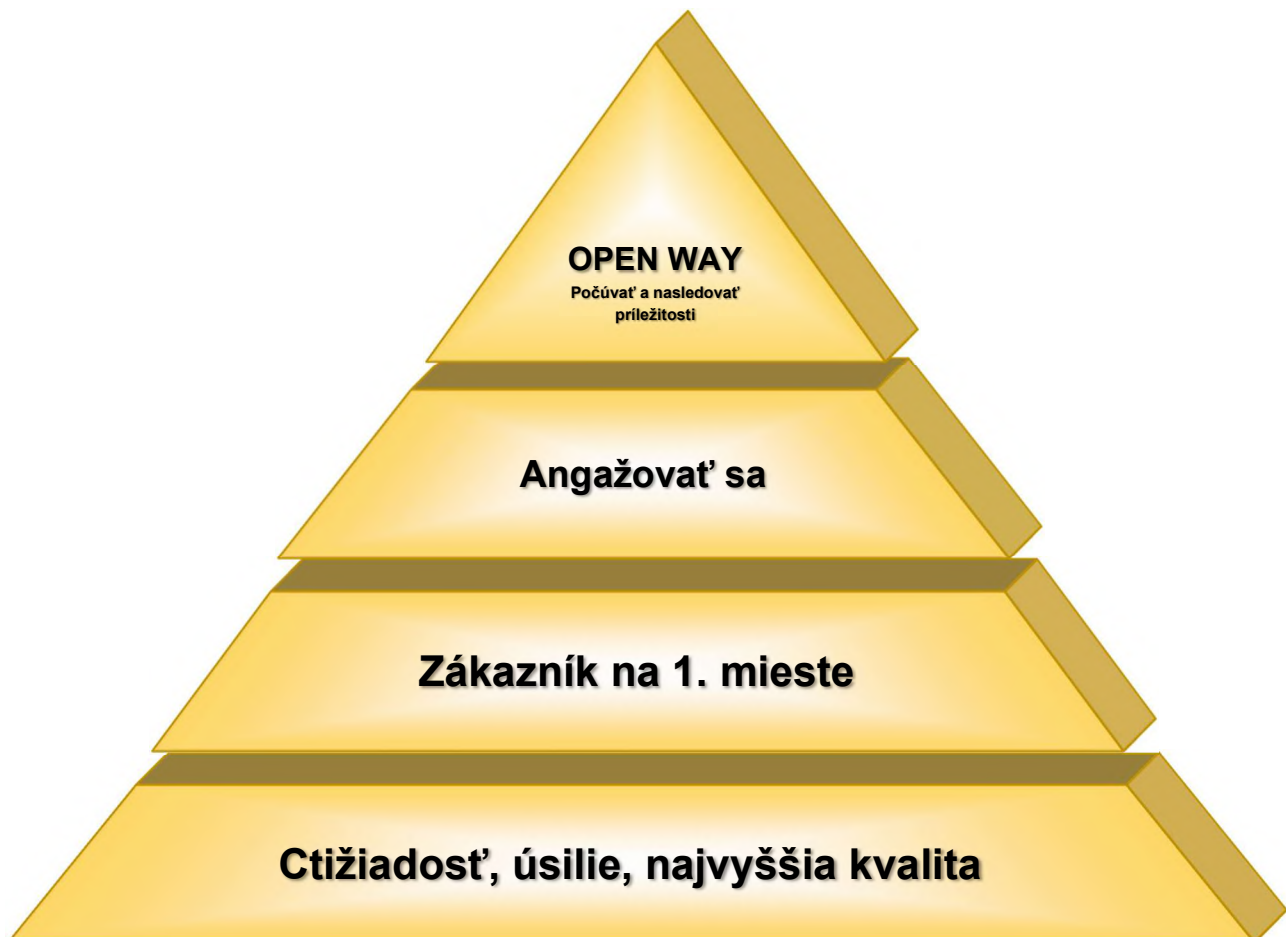 OPEN WAY
Počúvať a nasledovať
príležitosti
Angažovať sa
Zákazník na 1. mieste
Ctižiadosť, úsilie, najvyššia kvalita